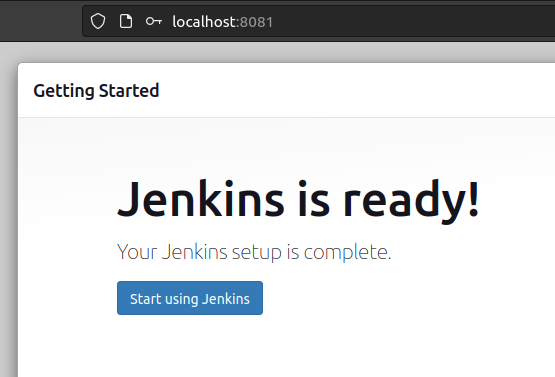 localhost:8081
Getting Started
Jenkins is ready!
Your Jenkins setup is complete.
Start using Jenkins